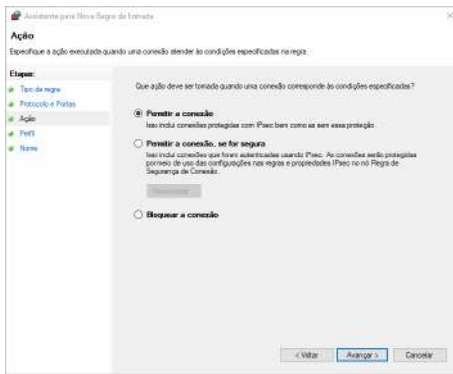 Assistente para Nova Regra de Entrada
Ação
Especifique a ação executada quando uma conexão atender às condições especificadas na regra.
Etapas:
Tipo de regra
Protocolo e Portas
Ação
Perfil
Nome
Que ação deve ser tomada quando uma conexão corresponde às condições especificadas?
Permitir a conexão
Isso inclui conexões protegidas com IPsec bem como as sem essa proteção.
Permitir a conexão, se for segura
Isso inclui conexões que foram autenticadas usando IPsec. As conexões serão protegidas
por meio de uso das configurações nas regras e propriedades IPsec no nó Regra de
Segurança de Conexão.
Bloquear a conexão
< Voltar
Avançar >
Cancelar